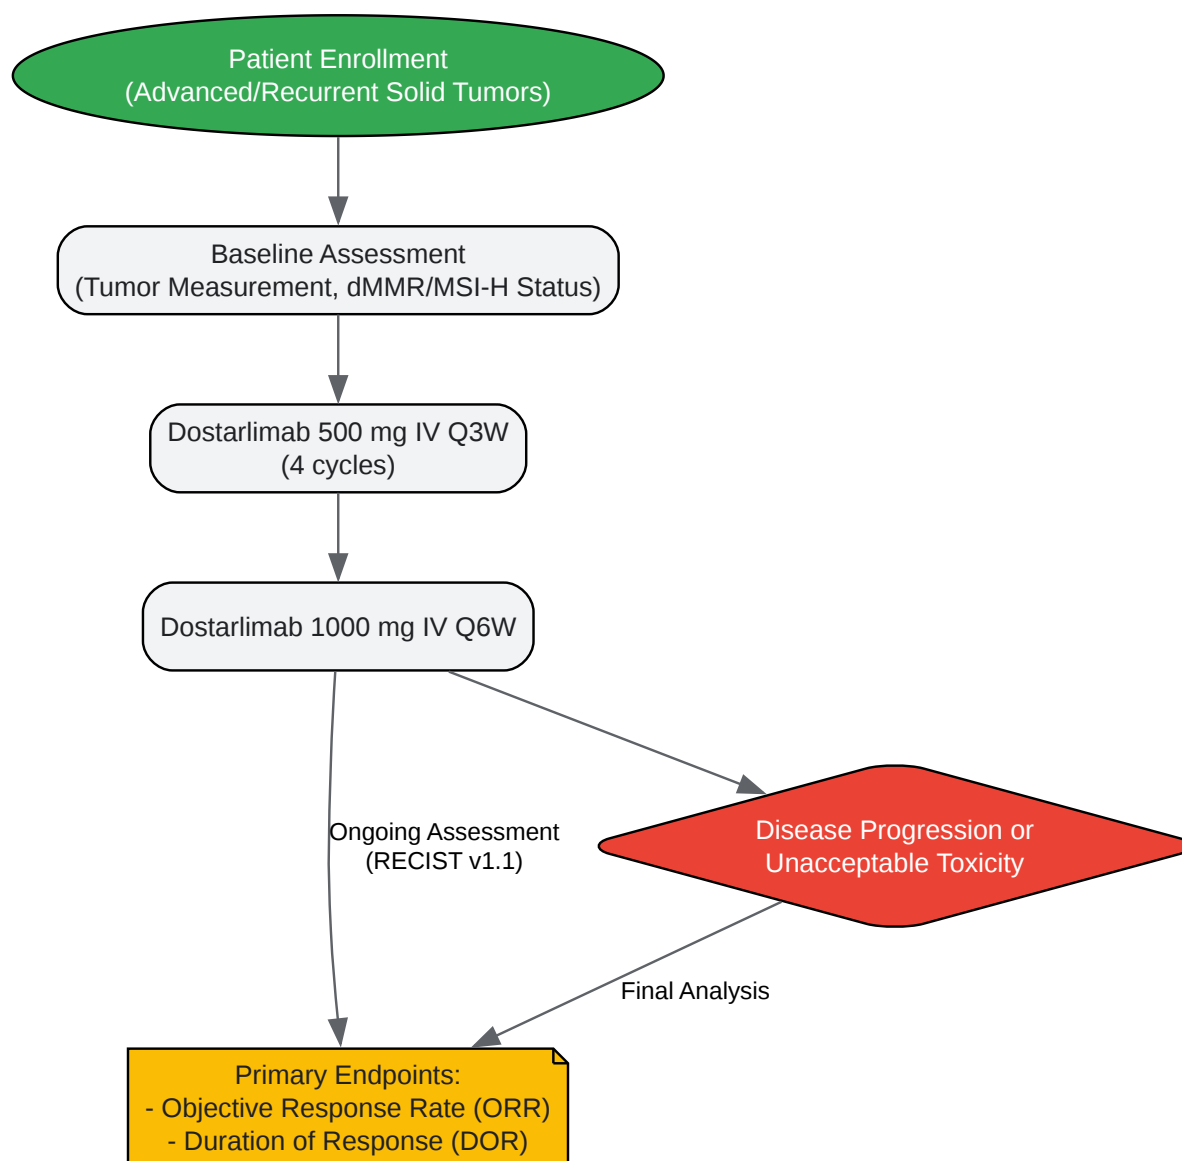 Patient Enrollment
(Advanced/Recurrent Solid Tumors)
Baseline Assessment
(Tumor Measurement, dMMR/MSI-H Status)
Dostarlimab 500 mg IV Q3W
(4 cycles)
Dostarlimab 1000 mg IV Q6W
Ongoing Assessment
(RECIST v1.1)
Disease Progression or
Unacceptable Toxicity
Final Analysis
Primary Endpoints:
- Objective Response Rate (ORR)
- Duration of Response (DOR)